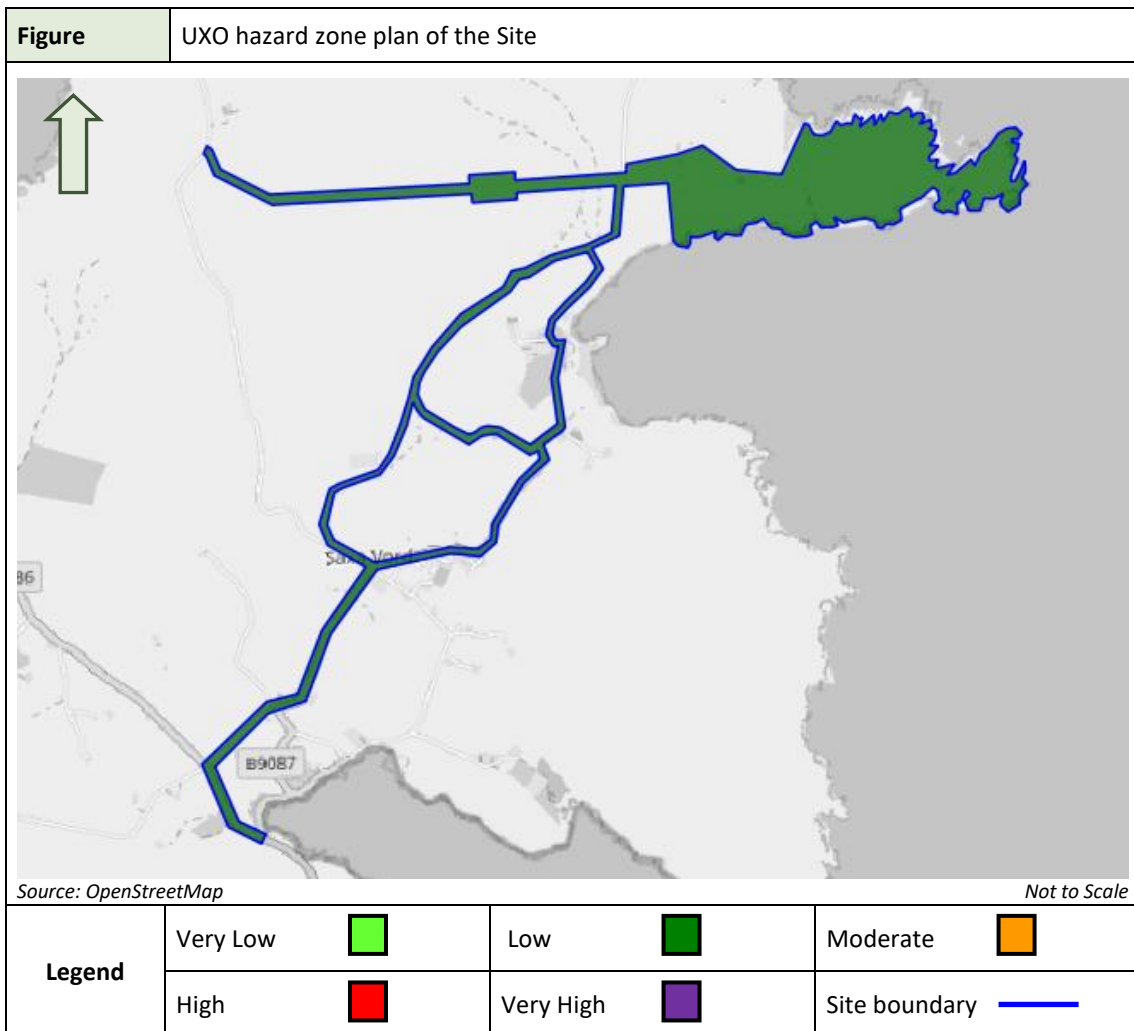 Figure
UXO hazard zone plan of the Site
86
B9087
Source: OpenStreetMap
Not to Scale
Legend
Very Low
Low
Moderate
High
Very High
Site boundary